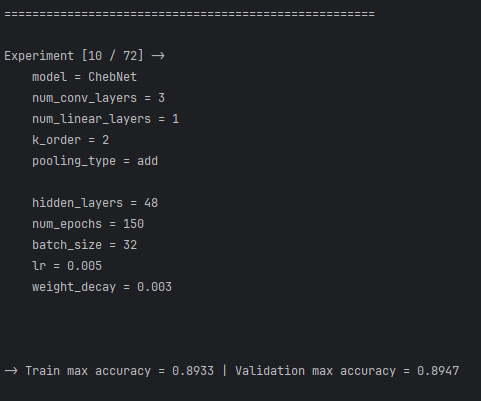 =====================================================
Experiment [10 / 72] ->
model = ChebNet
num_conv_layers = 3
num_linear_layers = 1
k_order = 2
pooling_type = add
hidden_layers = 48
num_epochs = 150
batch_size = 32
lr = 0.005
weight_decay = 0.003
-> Train max accuracy = 0.8933 | Validation max accuracy = 0.8947